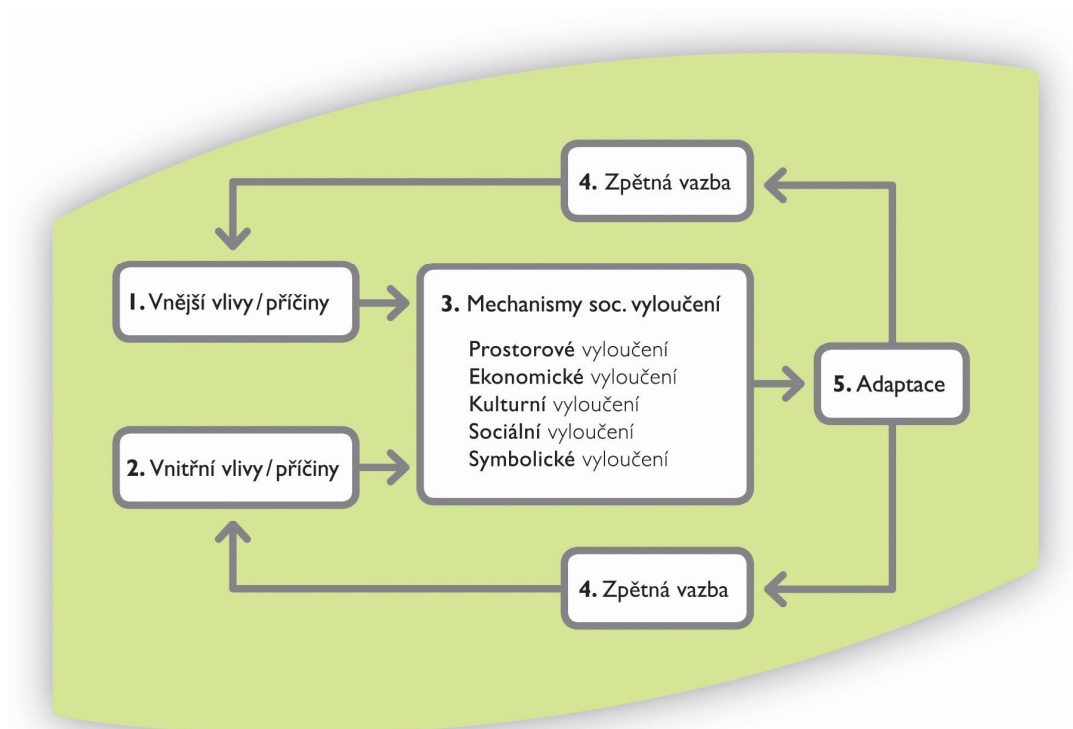 4. Zpětná vazba
1. Vnější vlivy / příčiny
3. Mechanismy soc. vyloučení
Prostorové vyloučení
Ekonomické vyloučení
Kulturní vyloučení
Sociální vyloučení
Symbolické vyloučení
5. Adaptace
2. Vnitřní vlivy / příčiny
4. Zpětná vazba